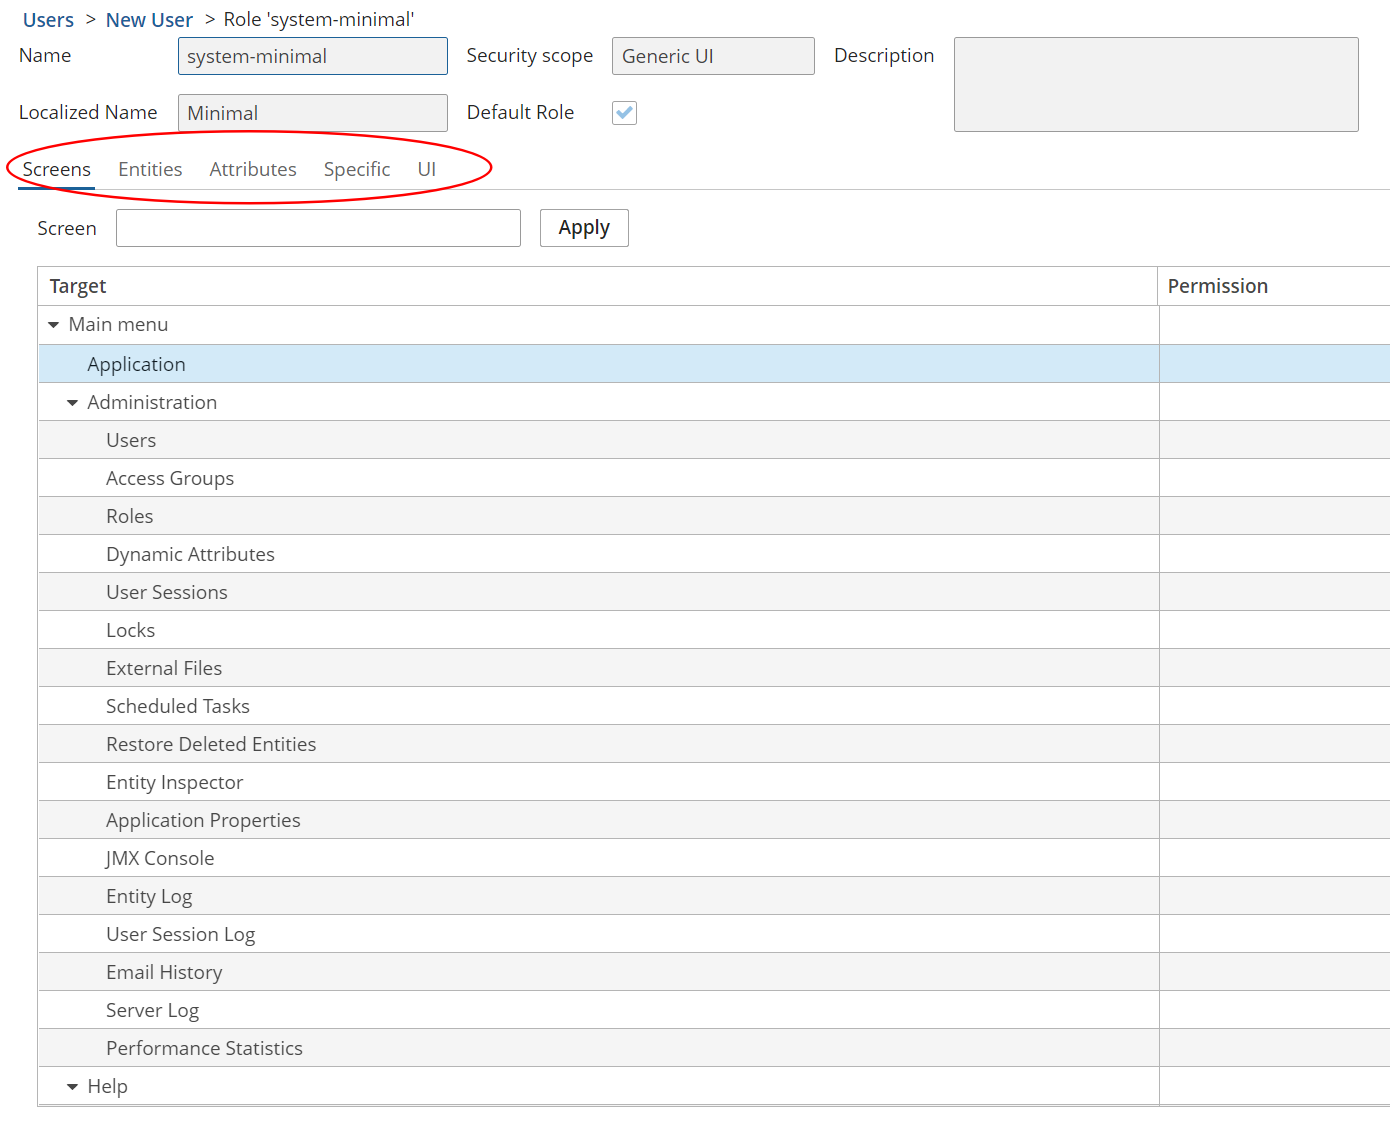 Users > New User > Role 'system-minimal'
Name system-minimal Security scope Generic UI Description
Localized Name Minimal Default Role
Screens Entities Attributes Specific UI
Screen Apply
Target Permission
Main menu
Application
Administration
Users
Access Groups
Roles
Dynamic Attributes
User Sessions
Locks
External Files
Scheduled Tasks
Restore Deleted Entities
Entity Inspector
Application Properties
JMX Console
Entity Log
User Session Log
Email History
Server Log
Performance Statistics
Help